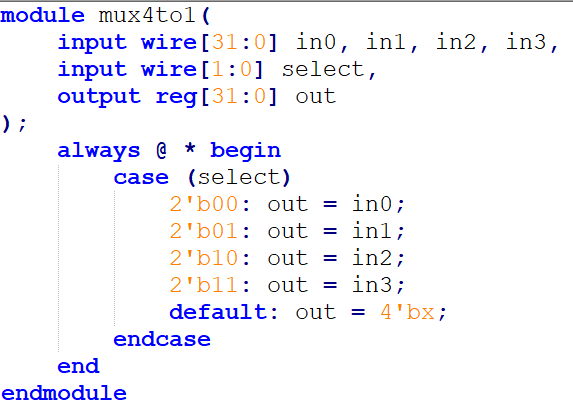 module mux4to1(
    input wire[31:0] in0, in1, in2, in3,
    input wire[1:0] select,
    output reg[31:0] out
);
    always @ * begin
        case (select)
            2'b00: out = in0;
            2'b01: out = in1;
            2'b10: out = in2;
            2'b11: out = in3;
            default: out = 4'bx;
        endcase
    end
endmodule